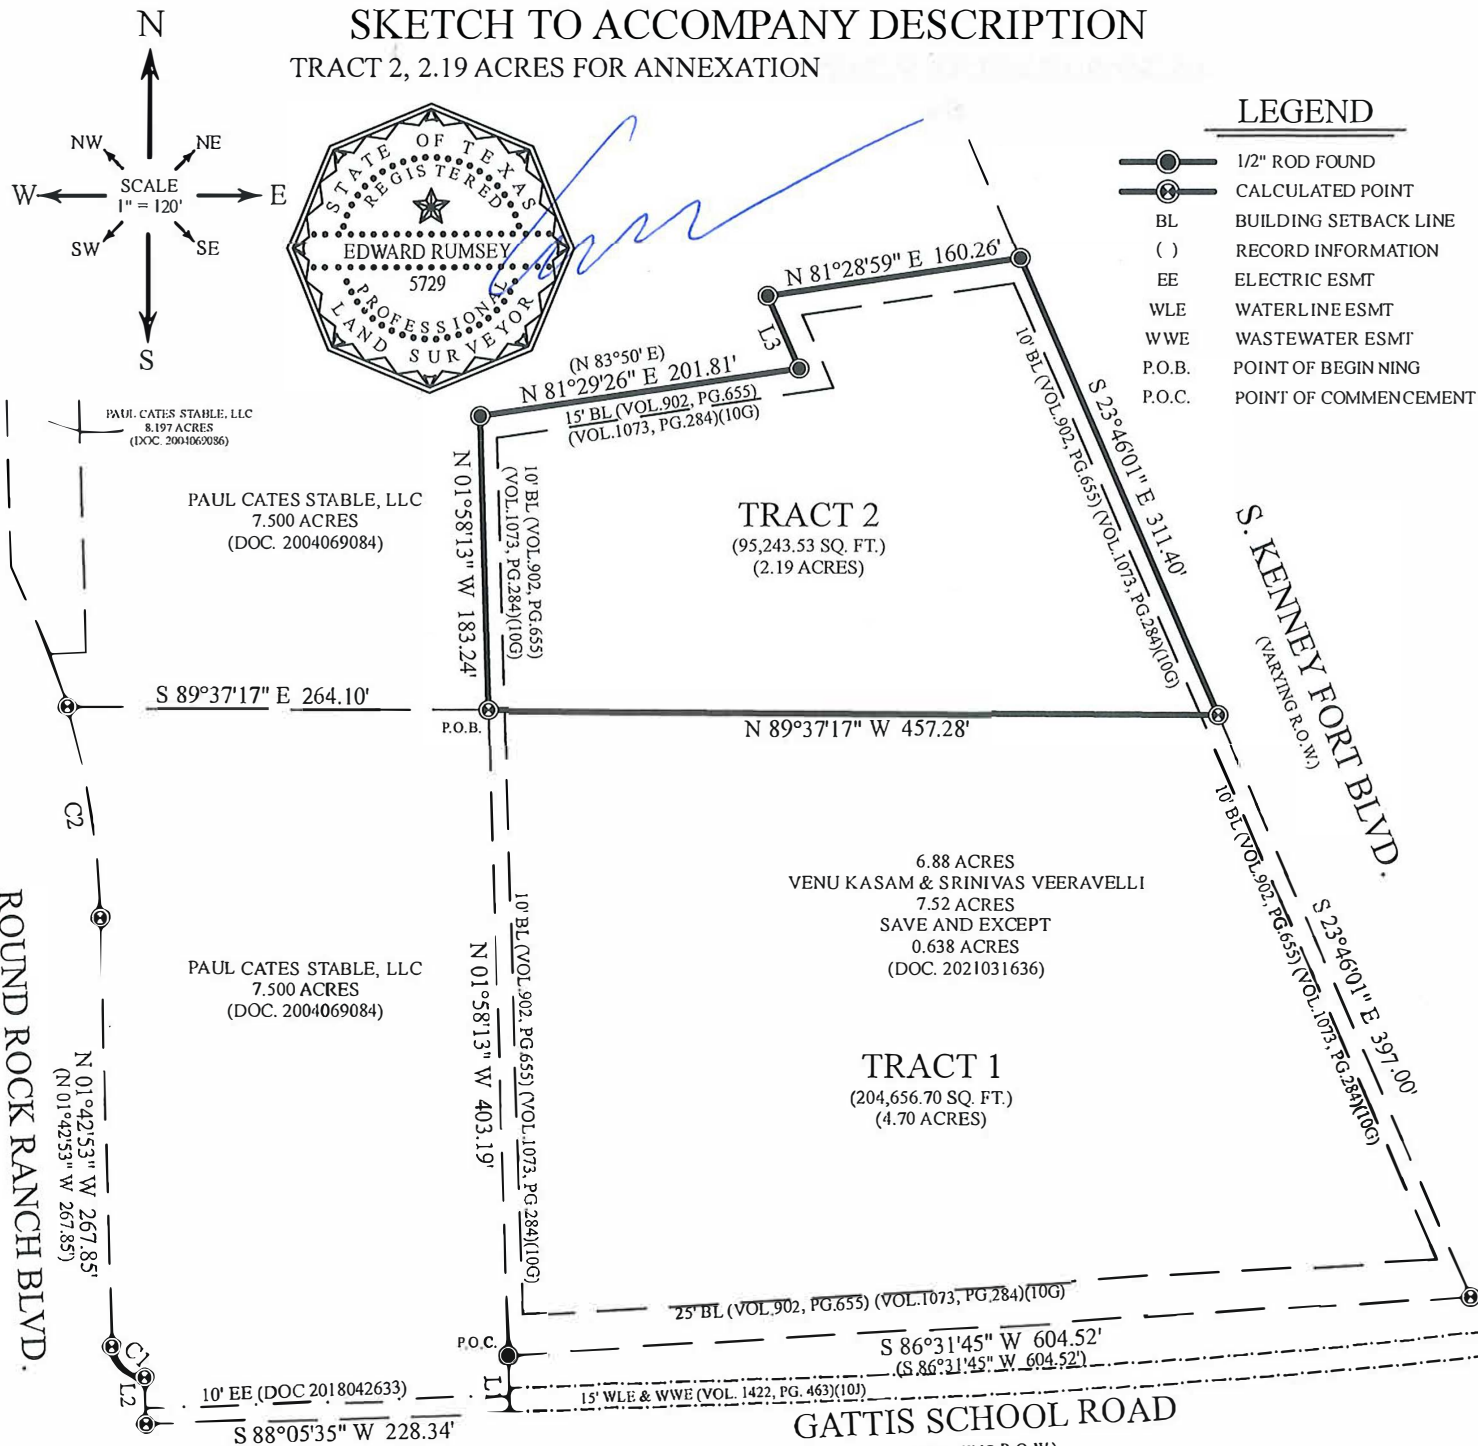 SKETCH TO ACCOMPANY DESCRIPTION
TRACT 2, 2.19 ACRES FOR ANNEXATION
N
NW
NE
W
SCALE
1" = 120'
E
SW
SE
S
STATE OF TEXAS
REGISTERED
EDWARD RUMSEY
5729
PROFESSIONAL
LAND SURVEYOR
LEGEND
1/2" ROD FOUND
CALCULATED POINT
BL BUILDING SETBACK LINE
( ) RECORD INFORMATION
EE ELECTRIC ESMT
WLE WATERLINE ESMT
WWE WASTEWATER ESMT
P.O.B. POINT OF BEGINNING
P.O.C. POINT OF COMMENCEMENT
N 81°28'59" E 160.26'
L3
(N 83°50' E)
N 81°29'26" E 201.81'
15' BL (VOL.902, PG.655)
(VOL.1073, PG.284)(10G)
PAUL CATES STABLE, LLC
8.197 ACRES
(DOC. 2004069086)
PAUL CATES STABLE, LLC
7.500 ACRES
(DOC. 2004069084)
N 01°58'13" W 183.24'
10' BL (VOL.902, PG.655)
(VOL.1073, PG.284)(10G)
TRACT 2
(95,243.53 SQ. FT.)
(2.19 ACRES)
10' BL (VOL.902, PG.655) (VOL.1073, PG.284)(10G)
S 23°46'01" E 311.40'
S. KENNEY FORT BLVD.
(VARYING R.O.W.)
S 89°37'17" E 264.10'
P.O.B.
N 89°37'17" W 457.28'
C2
6.88 ACRES
VENU KASAM & SRINIVAS VEERAVELLI
7.52 ACRES
SAVE AND EXCEPT
0.638 ACRES
(DOC. 2021031636)
10' BL (VOL.902, PG.655) (VOL.1073, PG.284)(10G)
S 23°46'01" E 397.00'
ROUND ROCK RANCH BLVD.
PAUL CATES STABLE, LLC
7.500 ACRES
(DOC. 2004069084)
N 01°42'53" W 267.85'
(N 01°42'53" W 267.85')
N 01°58'13" W 403.19'
10' BL (VOL.902, PG.655) (VOL.1073, PG.284)(10G)
TRACT 1
(204,656.70 SQ. FT.)
(4.70 ACRES)
25' BL (VOL.902, PG.655) (VOL.1073, PG.284)(10G)
P.O.C.
S 86°31'45" W 604.52'
(S 86°31'45" W 604.52')
C1
L2
L1
10' EE (DOC 2018042633)
15' WLE & WWE (VOL. 1422, PG. 463)(10J)
S 88°05'35" W 228.34'
GATTIS SCHOOL ROAD